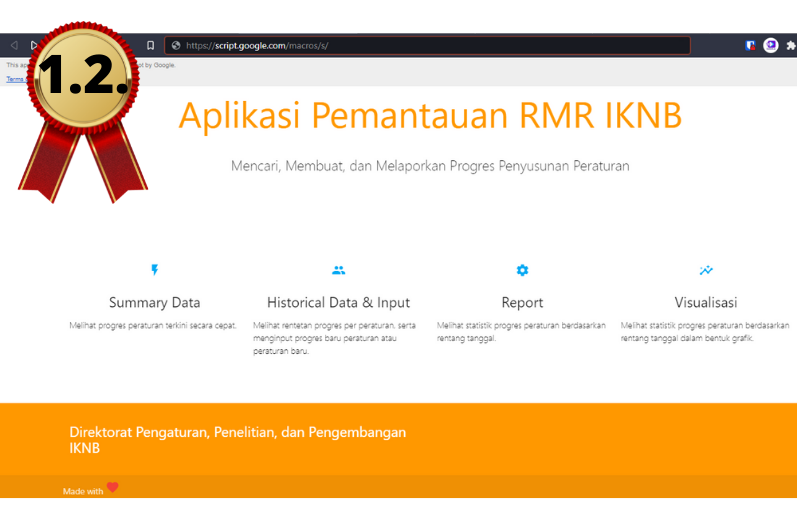 https://script.google.com/macros/s/
This ap
t by Google.
Terms
1.2.
Aplikasi Pemantauan RMR IKNB
Mencari, Membuat, dan Melaporkan Progres Penyusunan Peraturan
Summary Data
Melihat progres peraturan terkini secara cepat.
Historical Data & Input
Melihat rentetan progres per peraturan, serta
menginput progres baru peraturan atau
peraturan baru.
Report
Melihat statistik progres peraturan berdasarkan
rentang tanggal.
Visualisasi
Melihat statistik progres peraturan berdasarkan
rentang tanggal dalam bentuk grafik.
Direktorat Pengaturan, Penelitian, dan Pengembangan
IKNB
Made with